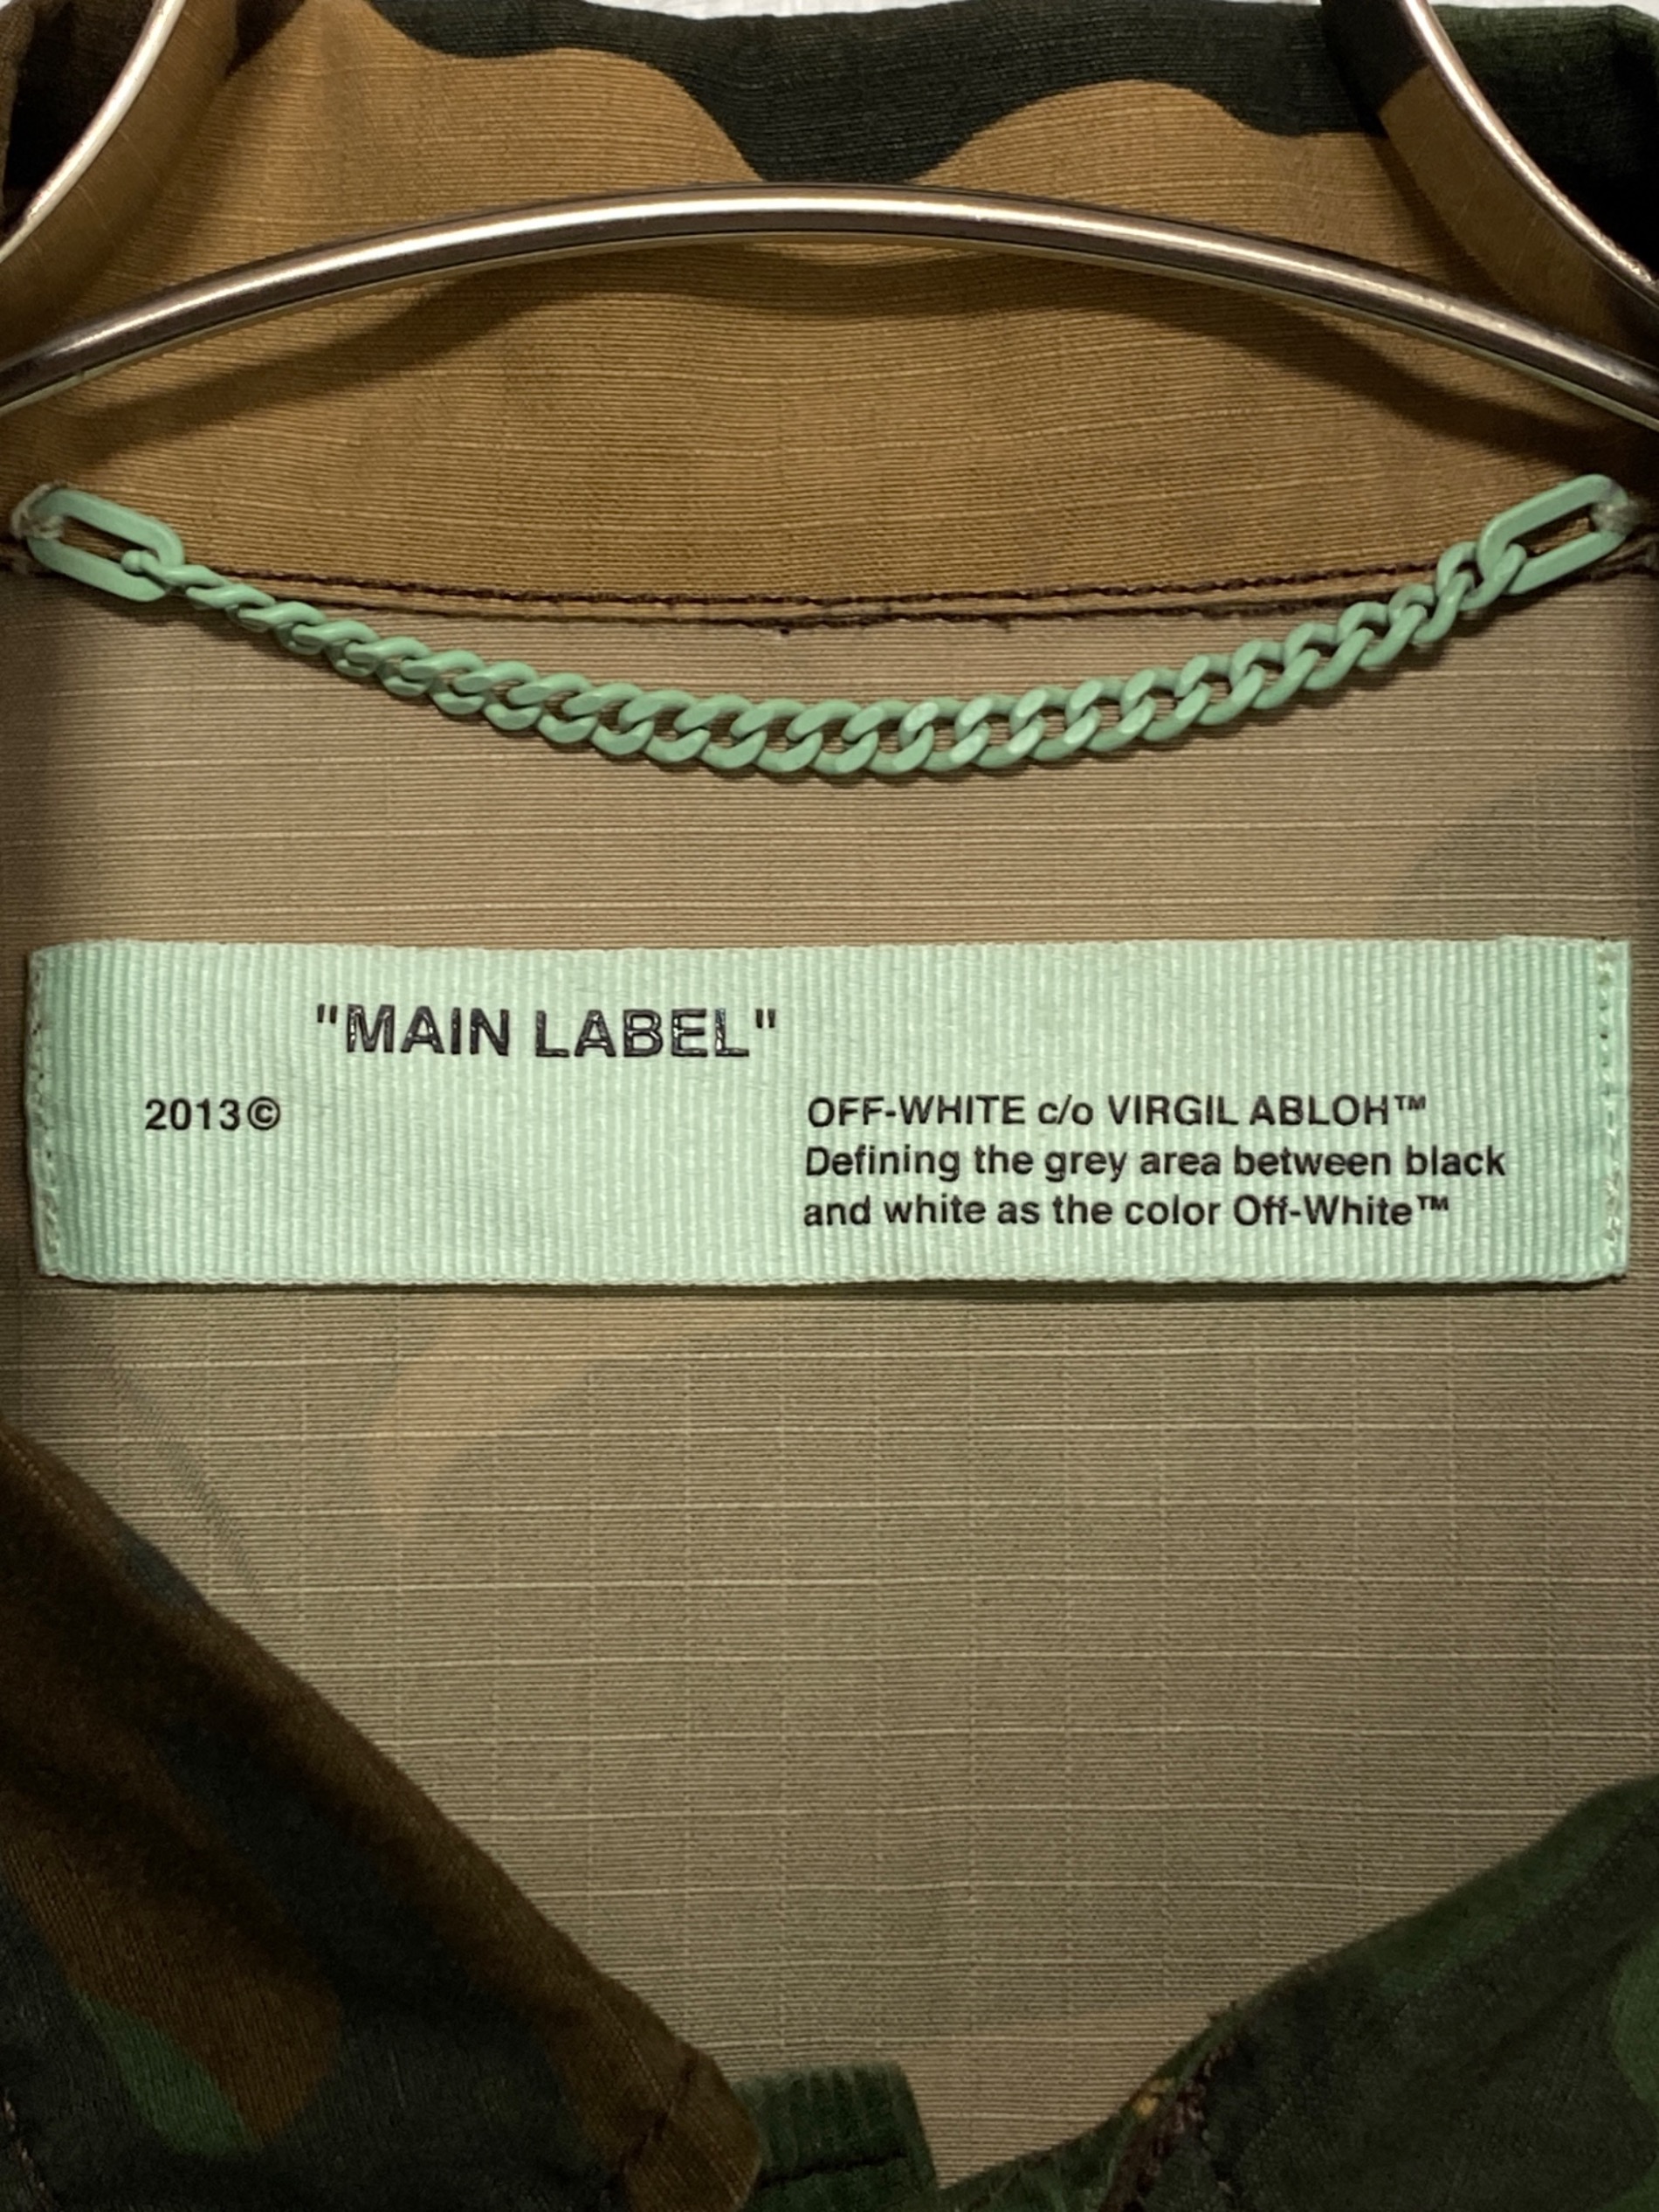 "MAIN LABEL"
2013©
OFF-WHITE c/o VIRGIL ABLOH™
Defining the grey area between black
and white as the color Off-White™